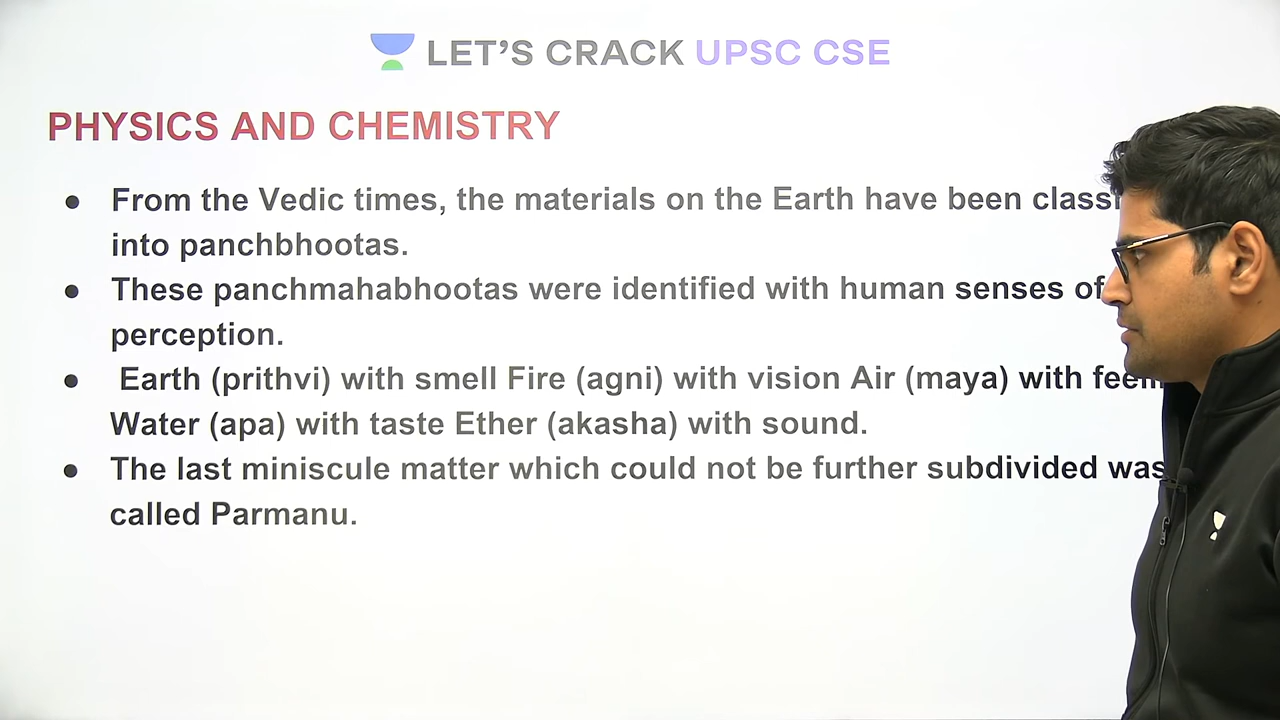 LET'S CRACK UPSC CSE
PHYSICS AND CHEMISTRY
● From the Vedic times, the materials on the Earth have been
into panchbhootas.
● These panchmahabhootas were identified with human senses of
perception.
● Earth (prithvi) with smell Fire (agni) with vision Air (maya) with
Water (apa) with taste Ether (akasha) with sound.
● The last miniscule matter which could not be further subdivided was
called Parmanu.